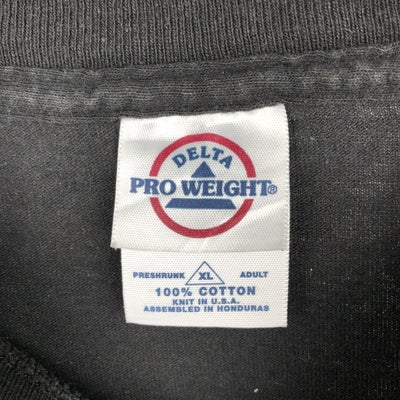 DELTA
PRO WEIGHT®
PRESHRUNK XL ADULT
100% COTTON
KNIT IN U.S.A.
ASSEMBLED IN HONDURAS